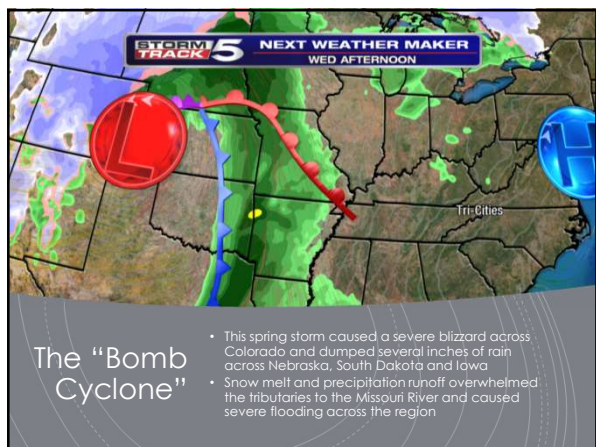 STORM TRACK 5 NEXT WEATHER MAKER
WED AFTERNOON
L
H
Tri-Cities
The “Bomb
Cyclone”
• This spring storm caused a severe blizzard across
Colorado and dumped several inches of rain
across Nebraska, South Dakota and Iowa
• Snow melt and precipitation runoff overwhelmed
the tributaries to the Missouri River and caused
severe flooding across the region